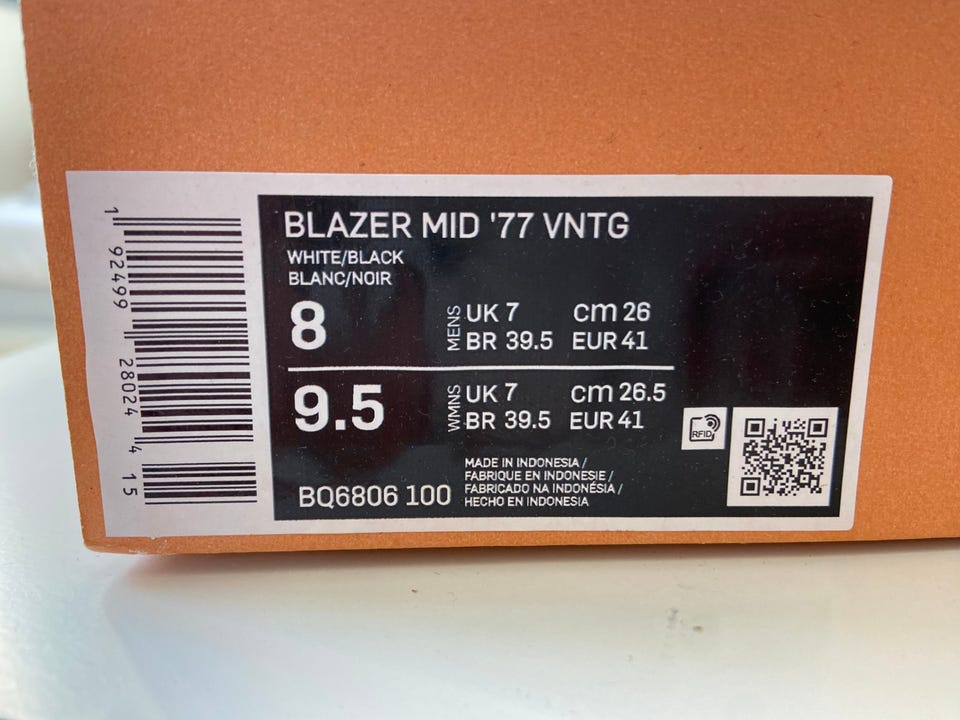 1 92499 28024 4 15
BLAZER MID '77 VNTG
WHITE/BLACK
BLANC/NOIR
8 MENS UK 7 cm 26
BR 39.5 EUR 41
9.5 WMNS UK 7 cm 26.5
BR 39.5 EUR 41
RFID
BQ6806 100
MADE IN INDONESIA /
FABRIQUE EN INDONESIE /
FABRICADO NA INDONÉSIA /
HECHO EN INDONESIA